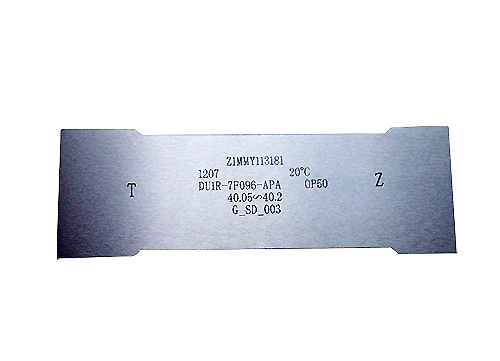 Z1MMY113181
1207 20°C
DU1R-7F096-APA OP50
T Z
40.05∽40.2
G_SD_003